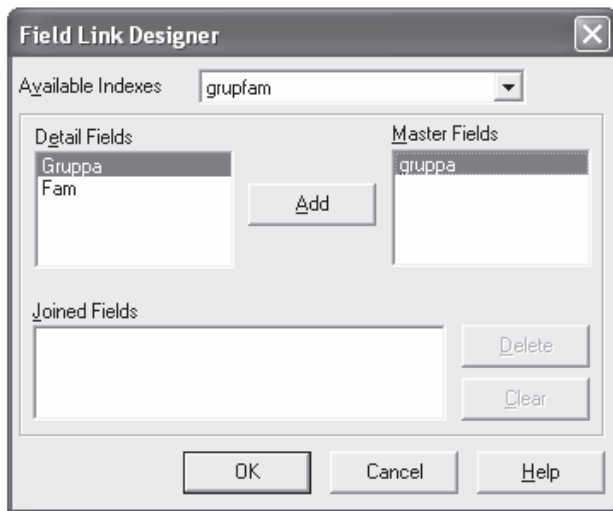 Field Link Designer
Available Indexes grupfam
Detail Fields
Master Fields
Gruppa
gruppa
Fam
Add
Joined Fields
Delete
Clear
OK Cancel Help